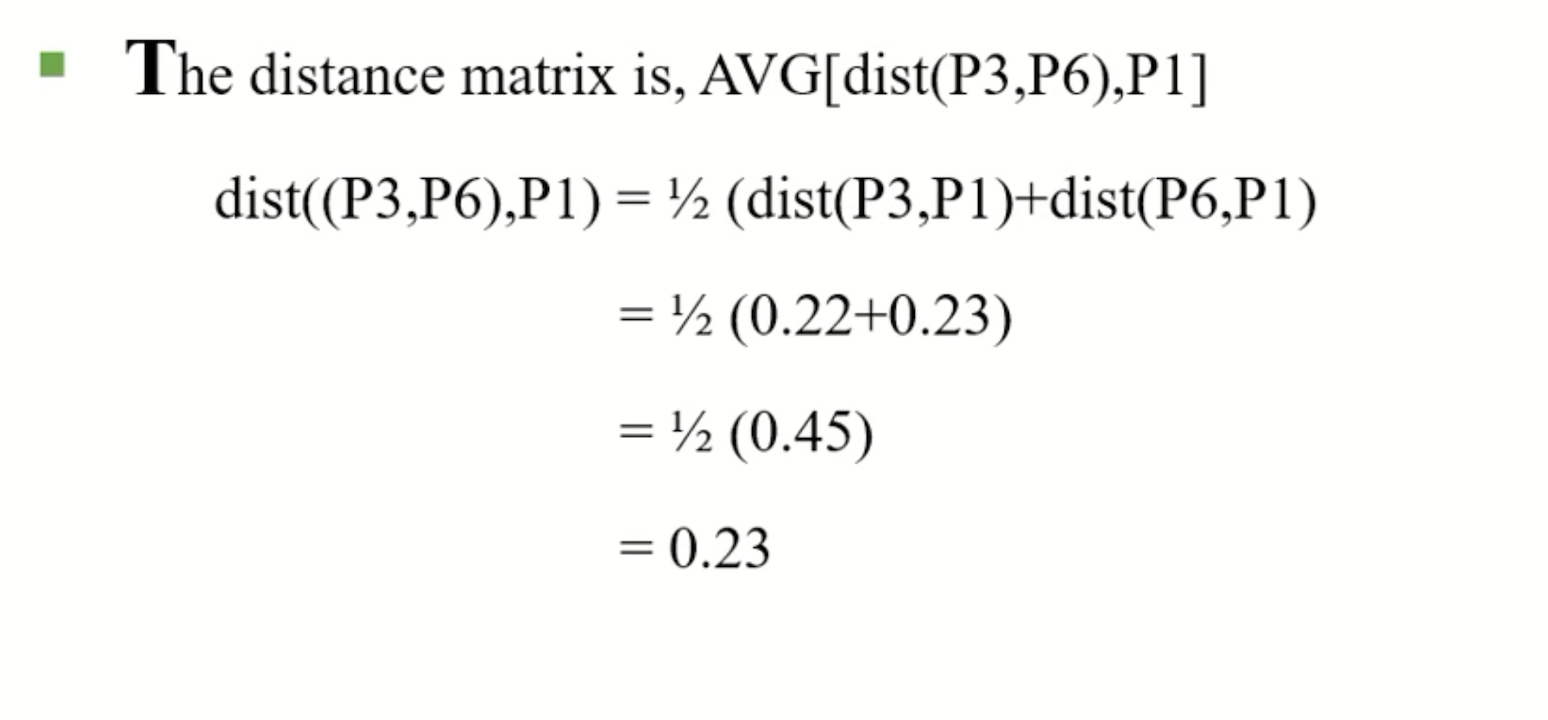 The distance matrix is, AVG[dist(P3,P6),P1]
dist((P3,P6),P1) = ½ (dist(P3,P1)+dist(P6,P1)
= ½ (0.22+0.23)
= ½ (0.45)
= 0.23